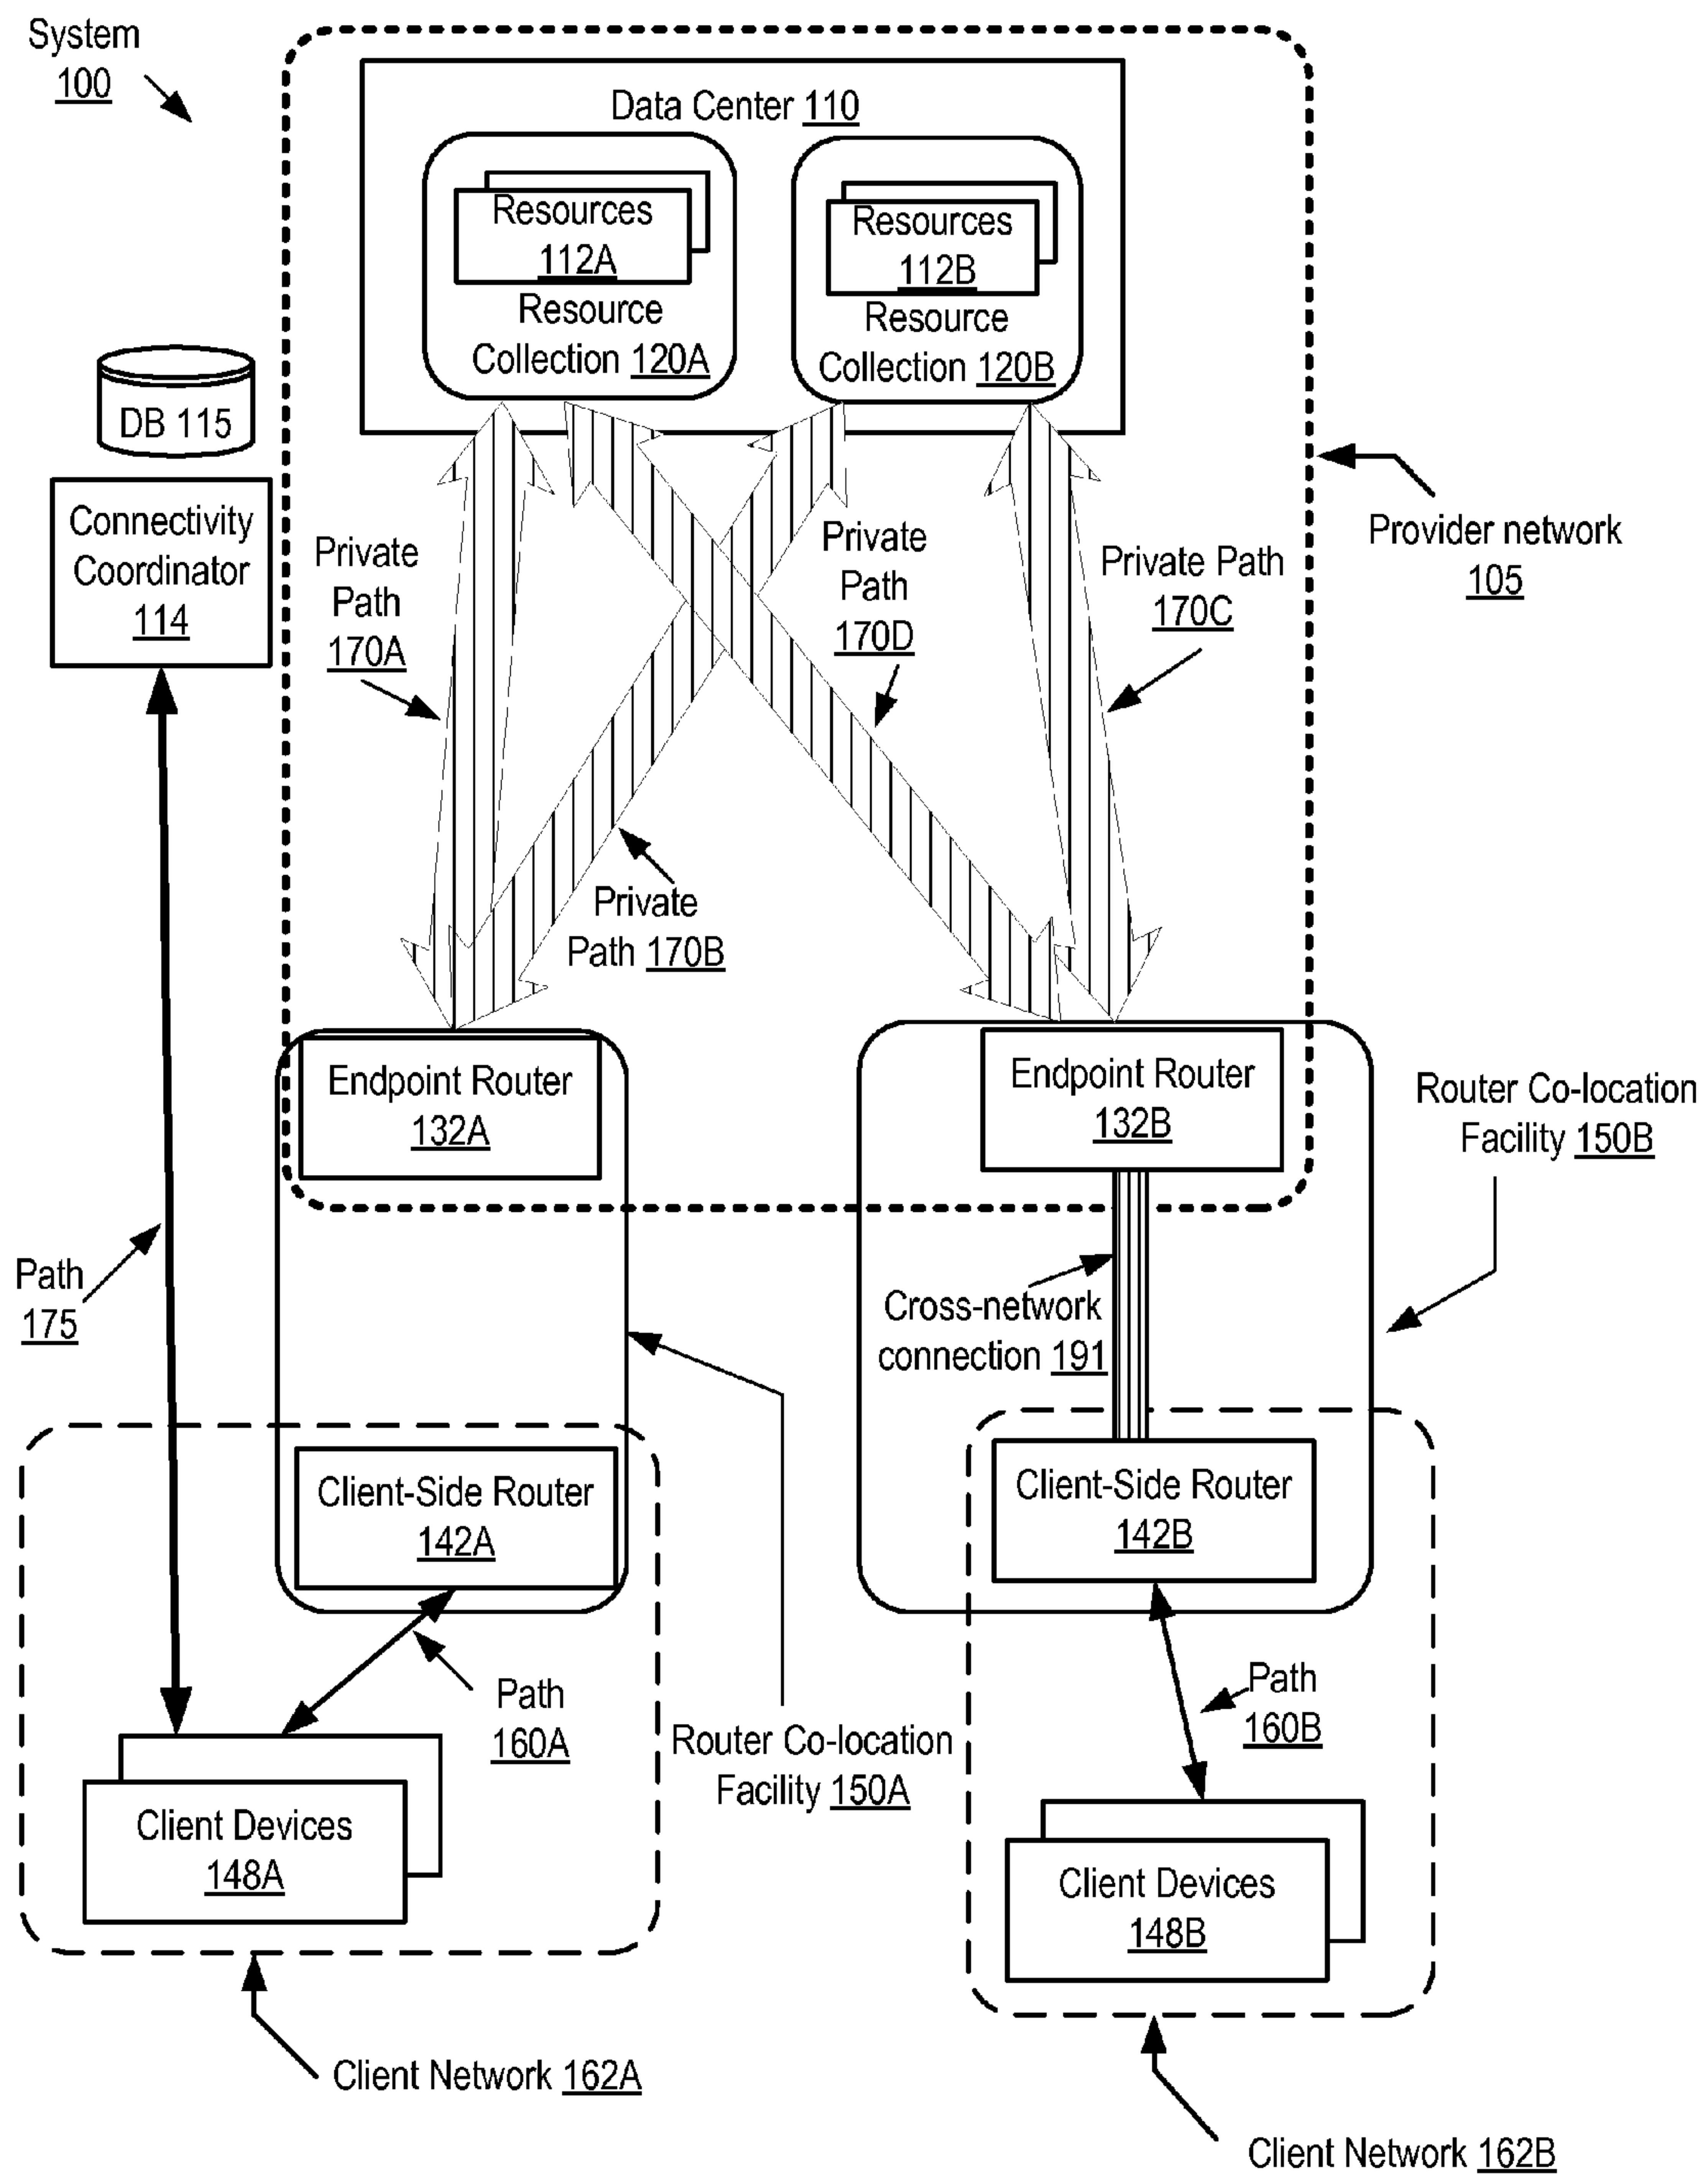 System
100
Data Center 110
Resources
112A
Resource
Collection 120A
Resources
112B
Resource
Collection 120B
DB 115
Connectivity
Coordinator
114
Private
Path
170A
Private
Path
170D
Private Path
170C
Provider network
105
Private
Path 170B
Endpoint Router
132A
Endpoint Router
132B
Router Co-location
Facility 150B
Path
175
Cross-network
connection 191
Client-Side Router
142A
Client-Side Router
142B
Path
160A
Path
160B
Router Co-location
Facility 150A
Client Devices
148A
Client Devices
148B
Client Network 162A
Client Network 162B